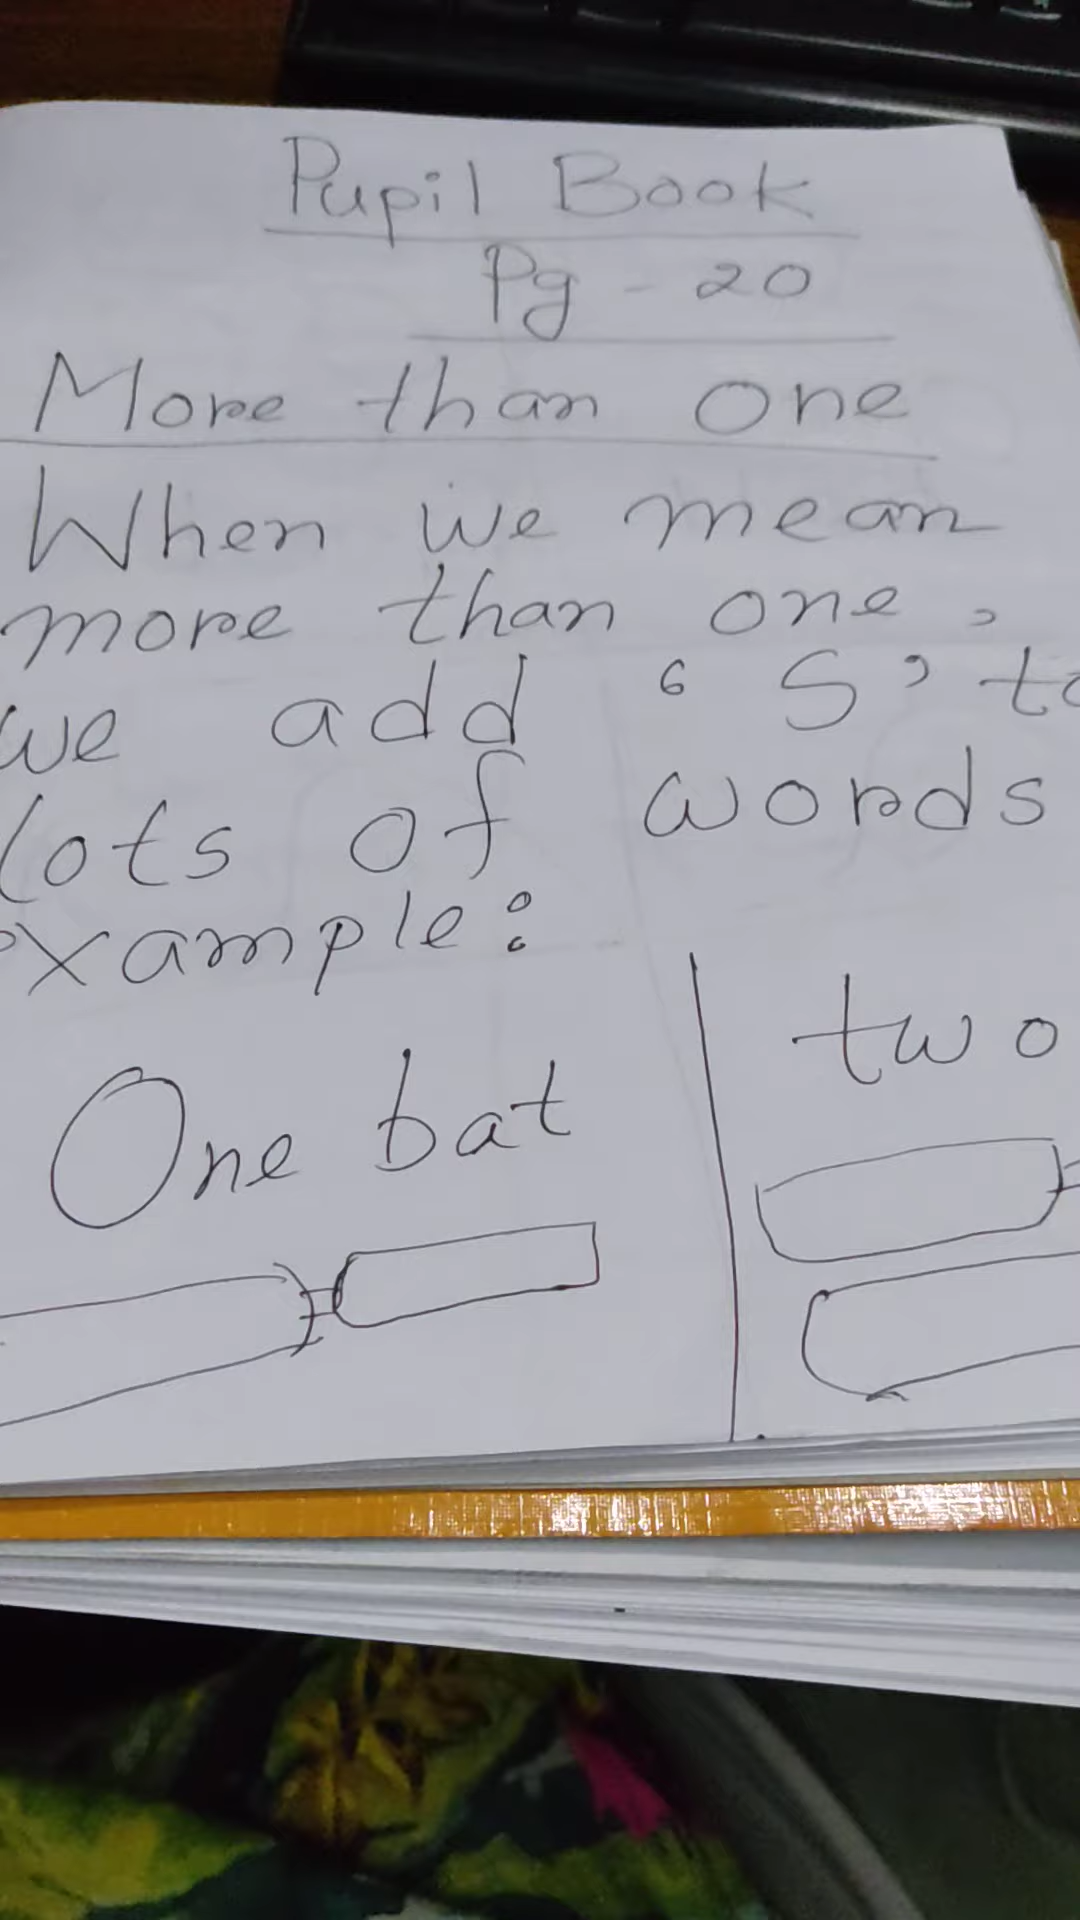 Pupil Book
Pg - 20
More than one
When we mean
more than one,
we add 'S' to
lots of words
example:
One bat
two